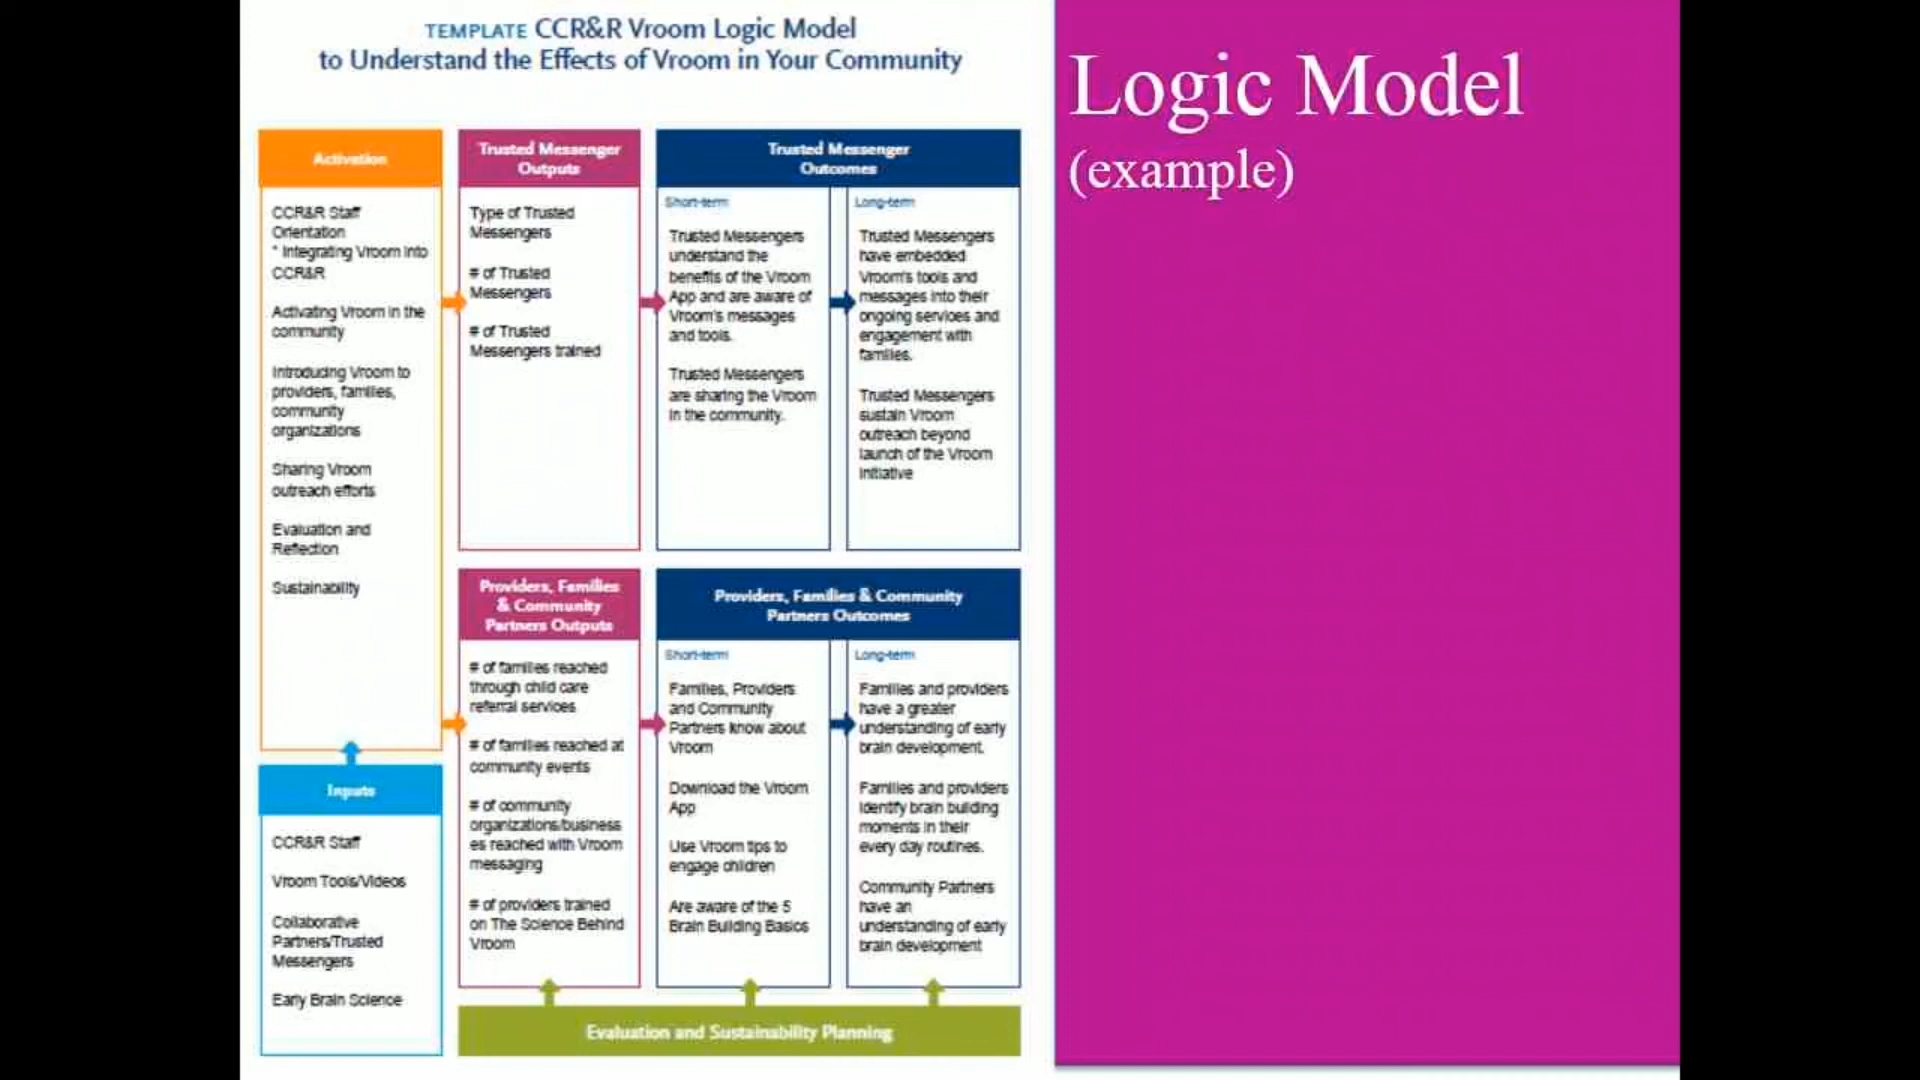 TEMPLATE CCR&R Vroom Logic Model
to Understand the Effects of Vroom in Your Community
Logic Model
(example)
Activation
CCR&R Staff
Orientation
* Integrating Vroom into
CCR&R
Activating Vroom in the
community
Introducing Vroom to
providers, families,
community
organizations
Sharing Vroom
outreach efforts
Evaluation and
Reflection
Sustainability
Inputs
CCR&R Staff
Vroom Tools/Videos
Collaborative
Partners/Trusted
Messengers
Early Brain Science
Trusted Messenger
Outputs
Type of Trusted
Messengers
# of Trusted
Messengers
# of Trusted
Messengers trained
Trusted Messenger
Outcomes
Short-term
Trusted Messengers
understand the
benefits of the Vroom
App and are aware of
Vroom's messages
and tools.
Trusted Messengers
are sharing the Vroom
in the community.
Long-term
Trusted Messengers
have embedded
Vroom's tools and
messages into their
ongoing services and
engagement with
families.
Trusted Messengers
sustain Vroom
outreach beyond
launch of the Vroom
initiative
Providers, Families
& Community
Partners Outputs
# of families reached
through child care
referral services
# of families reached at
community events
# of community
organizations/business
es reached with Vroom
messaging
# of providers trained
on The Science Behind
Vroom
Providers, Families & Community
Partners Outcomes
Short-term
Families, Providers
and Community
Partners know about
Vroom
Download the Vroom
App
Use Vroom tips to
engage children
Are aware of the 5
Brain Building Basics
Long-term
Families and providers
have a greater
understanding of early
brain development.
Families and providers
identify brain building
moments in their
every day routines.
Community Partners
have an
understanding of early
brain development
Evaluation and Sustainability Planning